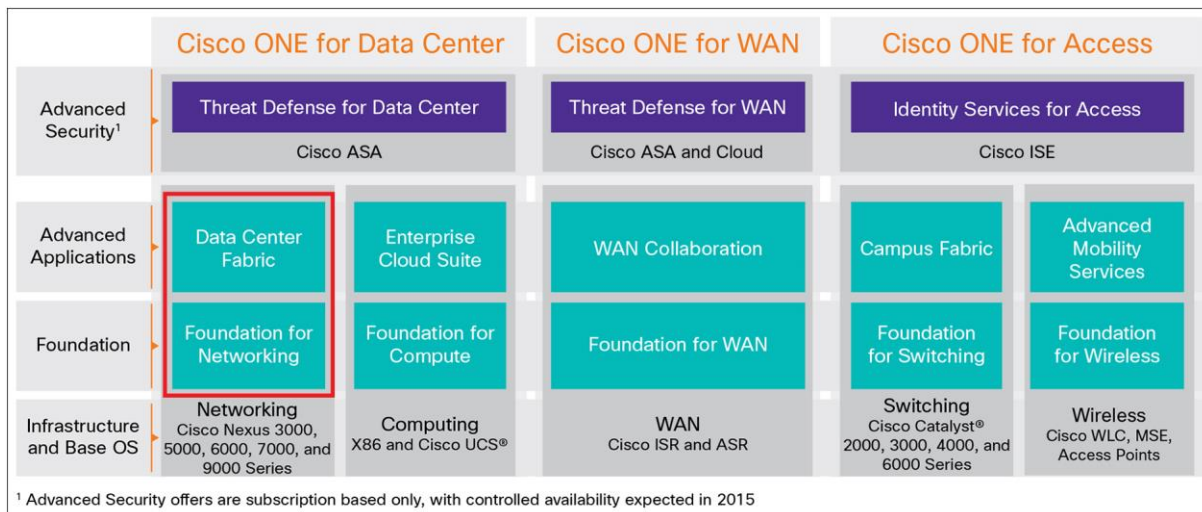 Cisco ONE for Data Center
Cisco ONE for WAN
Cisco ONE for Access
Advanced
Security¹
Threat Defense for Data Center
Cisco ASA
Threat Defense for WAN
Cisco ASA and Cloud
Identity Services for Access
Cisco ISE
Advanced
Applications
Data Center
Fabric
Enterprise
Cloud Suite
WAN Collaboration
Campus Fabric
Advanced
Mobility
Services
Foundation
Foundation for
Networking
Foundation for
Compute
Foundation for WAN
Foundation
for Switching
Foundation
for Wireless
Infrastructure
and Base OS
Networking
Cisco Nexus 3000,
5000, 6000, 7000, and
9000 Series
Computing
X86 and Cisco UCS®
WAN
Cisco ISR and ASR
Switching
Cisco Catalyst®
2000, 3000, 4000, and
6000 Series
Wireless
Cisco WLC, MSE,
Access Points
¹ Advanced Security offers are subscription based only, with controlled availability expected in 2015